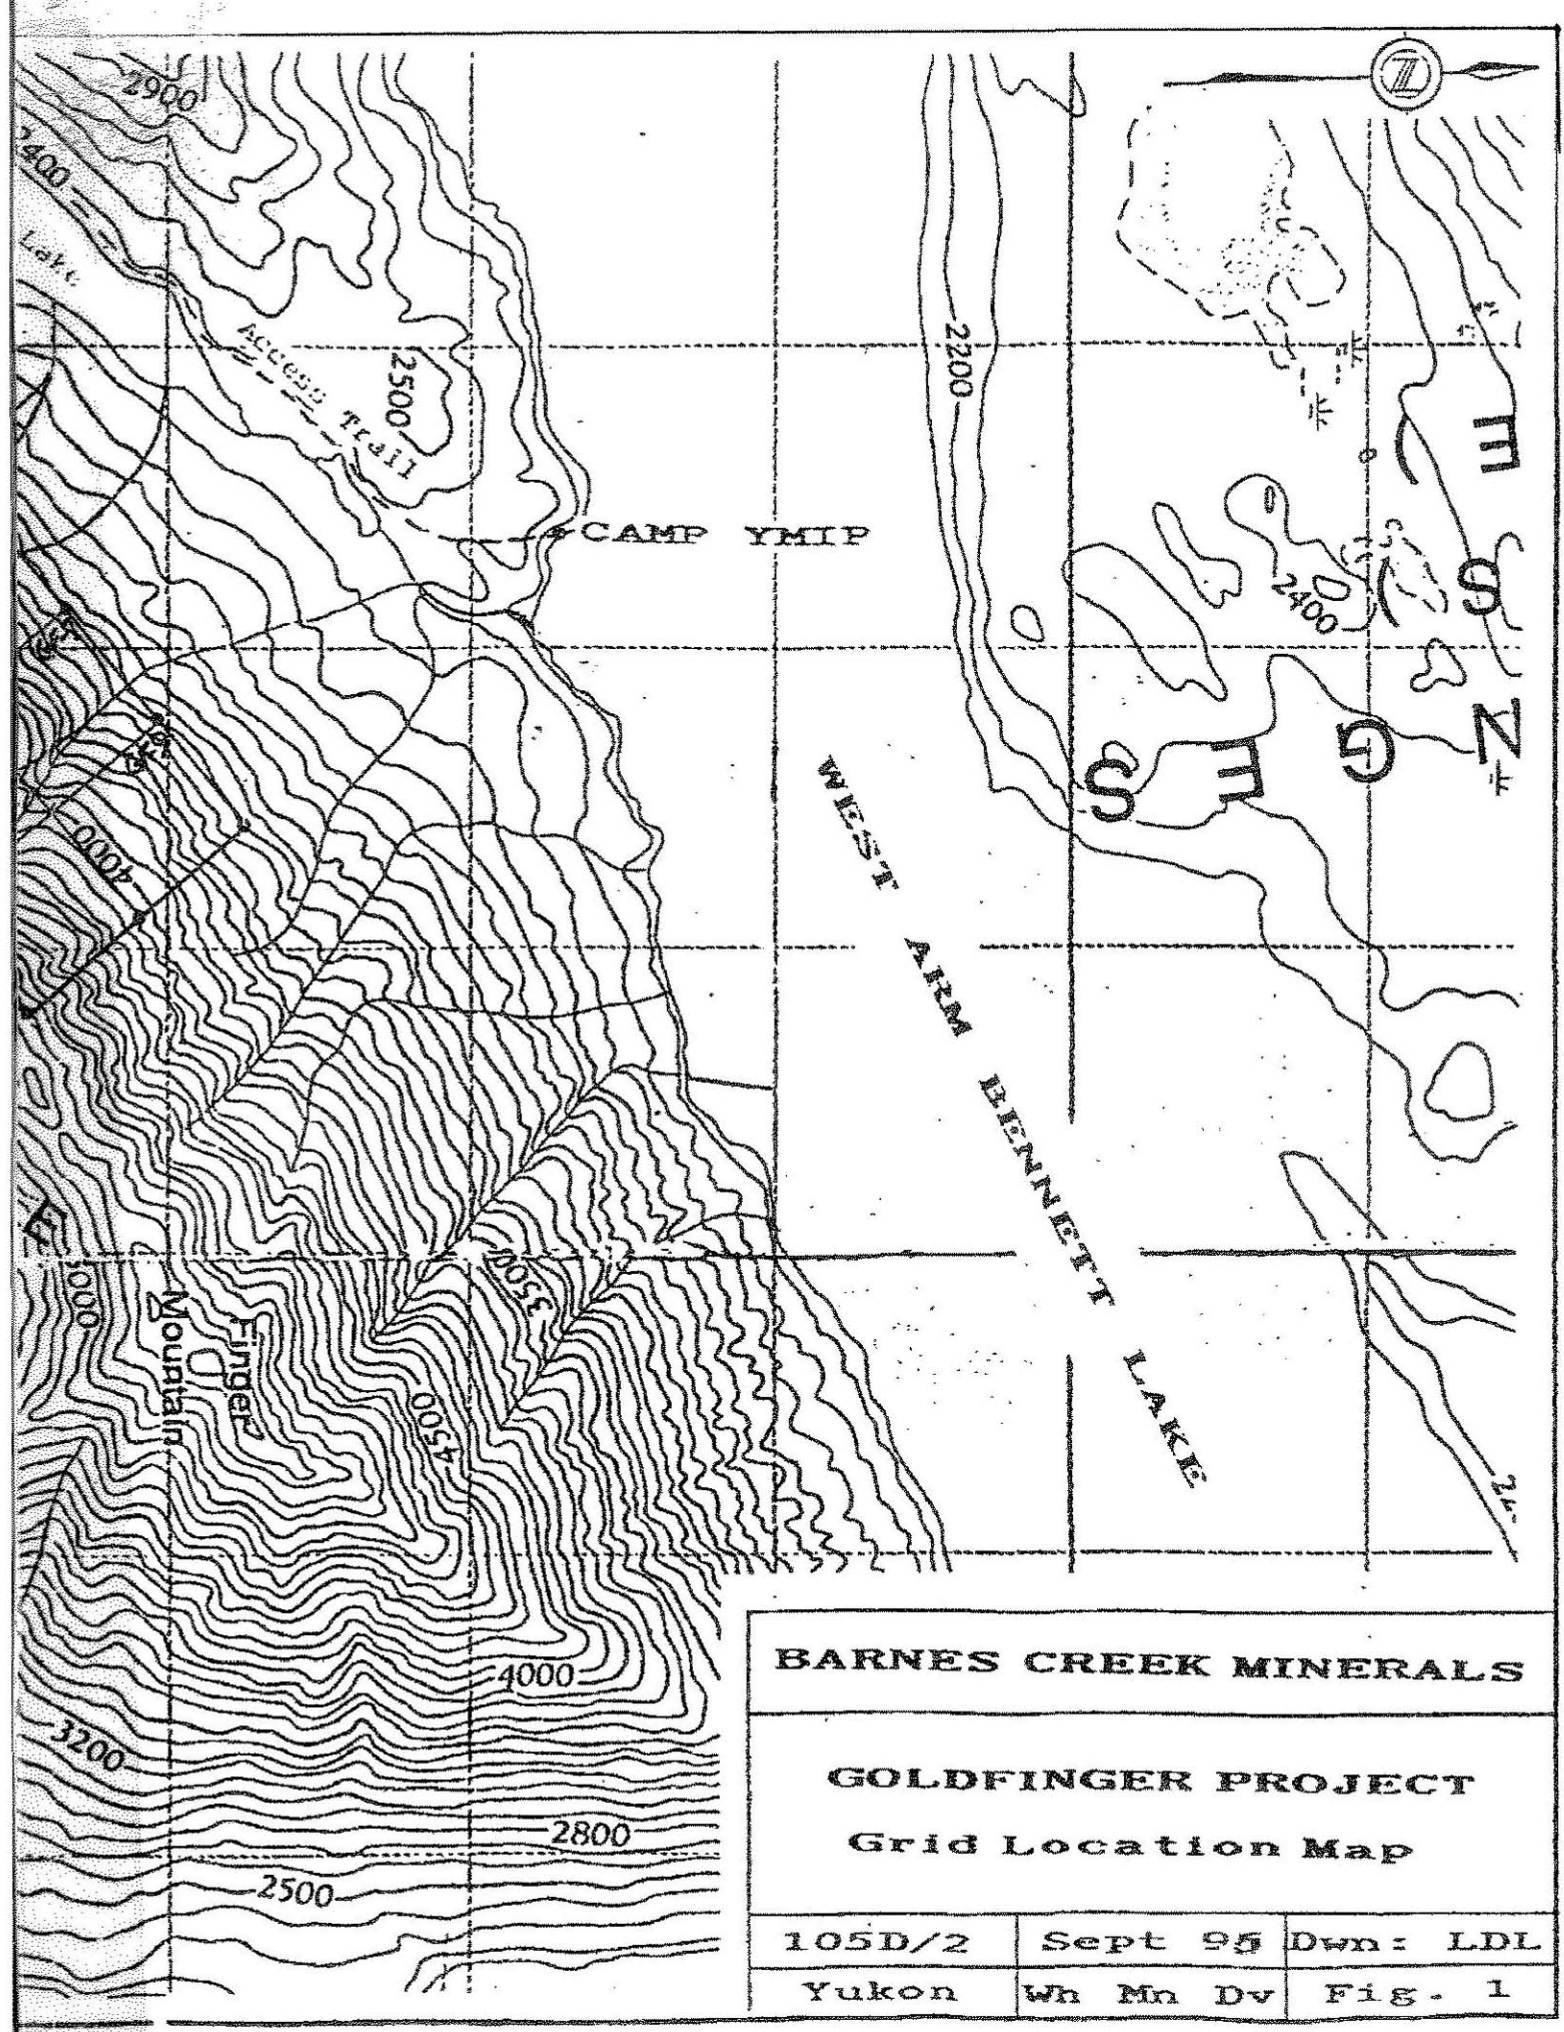 2900
2400
Lake
Access Trail
2500
2200
CAMP YMIP
2400
E
S
N
G
E
S
WEST ARM BENNETT LAKE
4000
E
3500
Finger
Mountain
4500
4000
3200
2800
2500
BARNES CREEK MINERALS
GOLDFINGER PROJECT
Grid Location Map
105D/2 Sept 95 Dwn: LDL
Yukon Wh Mn Dv Fig. 1